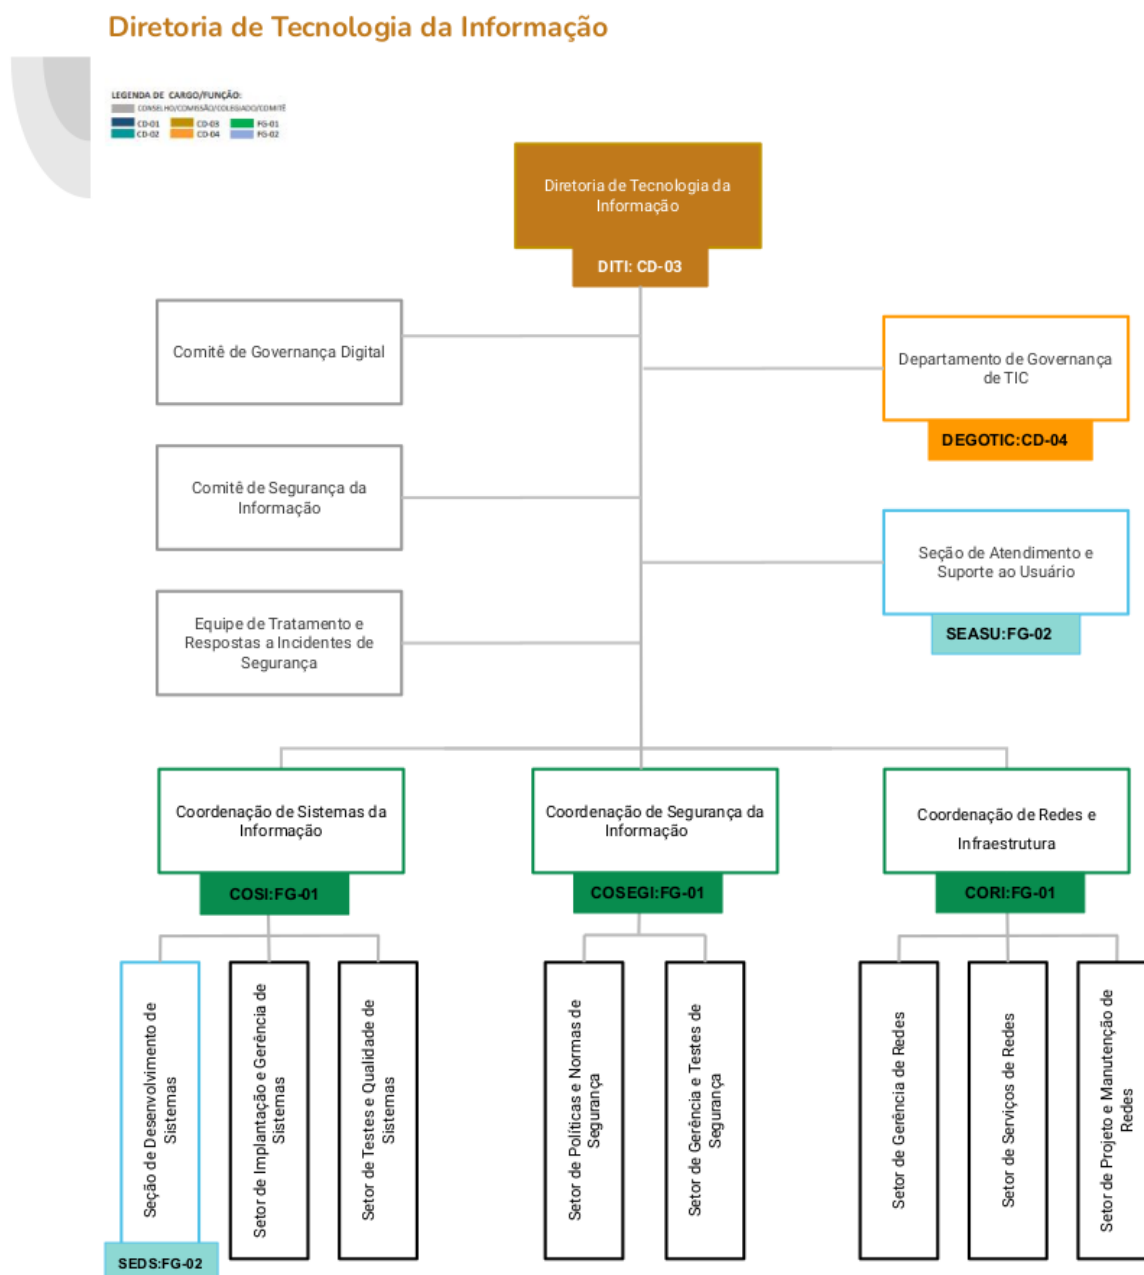 Diretoria de Tecnologia da Informação
LEGENDA DE CARGO/FUNÇÃO:
CONSELHO/COMISSÃO/COLEGIADO/COMITÊ
CD-01 CD-03 FG-01
CD-02 CD-04 FG-02
Diretoria de Tecnologia da
Informação
DITI: CD-03
Comitê de Governança Digital
Departamento de Governança
de TIC
DEGOTIC:CD-04
Comitê de Segurança da
Informação
Seção de Atendimento e
Suporte ao Usuário
SEASU:FG-02
Equipe de Tratamento e
Respostas a Incidentes de
Segurança
Coordenação de Sistemas da
Informação
COSI:FG-01
Coordenação de Segurança da
Informação
COSEGI:FG-01
Coordenação de Redes e
Infraestrutura
CORI:FG-01
Seção de Desenvolvimento de
Sistemas
SEDS:FG-02
Setor de Implantação e Gerência de
Sistemas
Setor de Testes e Qualidade de
Sistemas
Setor de Políticas e Normas de
Segurança
Setor de Gerência e Testes de
Segurança
Setor de Gerência de Redes
Setor de Serviços de Redes
Setor de Projeto e Manutenção de
Redes